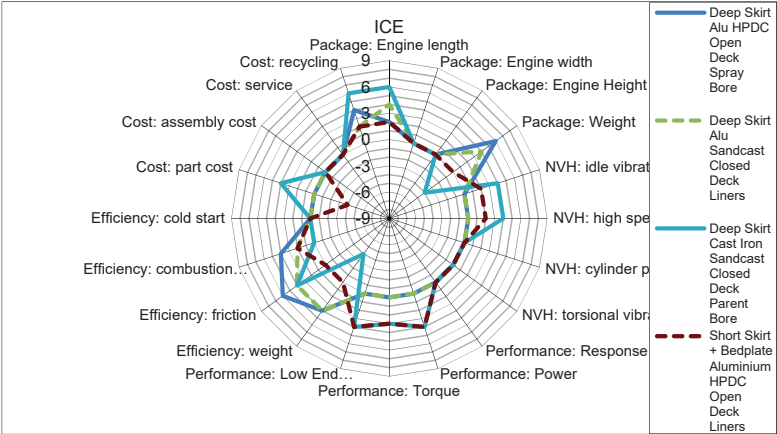 ICE
Package: Engine length
Package: Engine width
Package: Engine Height
Package: Weight
NVH: idle vibrat
NVH: high spe
NVH: cylinder p
NVH: torsional vibra
Performance: Response
Performance: Power
Performance: Torque
Performance: Low End…
Efficiency: weight
Efficiency: friction
Efficiency: combustion…
Efficiency: cold start
Cost: part cost
Cost: assembly cost
Cost: service
Cost: recycling
9
6
3
0
-3
-6
-9
Deep Skirt
Alu HPDC
Open
Deck
Spray
Bore
Deep Skirt
Alu
Sandcast
Closed
Deck
Liners
Deep Skirt
Cast Iron
Sandcast
Closed
Deck
Parent
Bore
Short Skirt
+ Bedplate
Aluminium
HPDC
Open
Deck
Liners